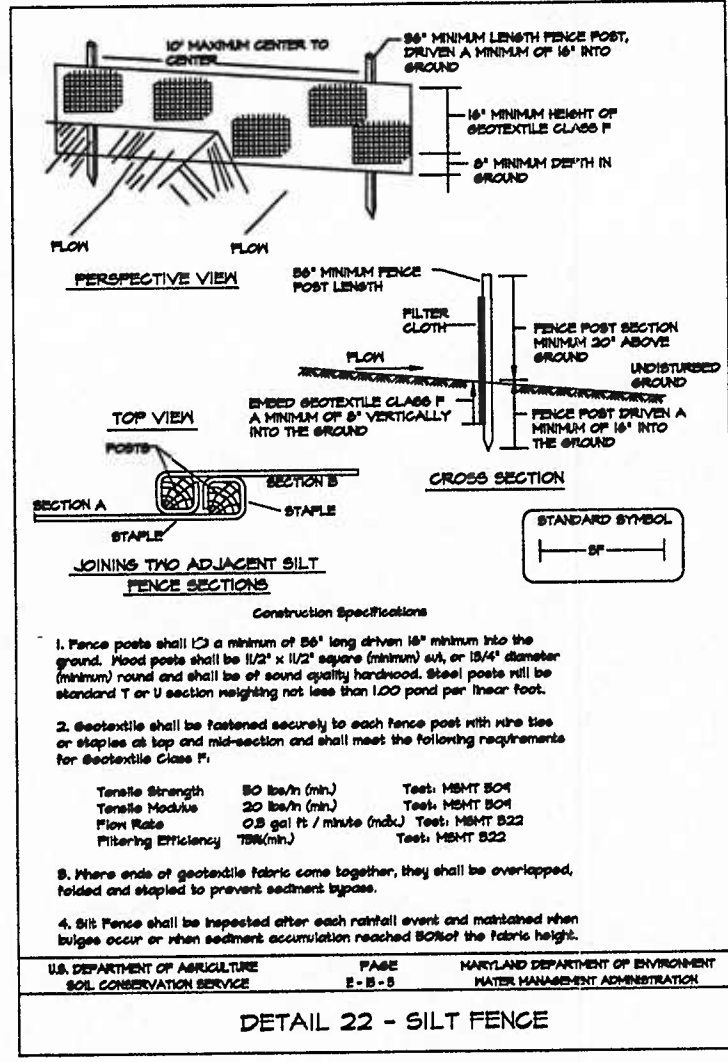 10' MAXIMUM CENTER TO
CENTER
36" MINIMUM LENGTH FENCE POST,
DRIVEN A MINIMUM OF 16" INTO
GROUND
16" MINIMUM HEIGHT OF
GEOTEXTILE CLASS F
8" MINIMUM DEPTH IN
GROUND
FLOW
FLOW
PERSPECTIVE VIEW
36" MINIMUM FENCE
POST LENGTH
FILTER
CLOTH
FLOW
FENCE POST SECTION
MINIMUM 20" ABOVE
GROUND
UNDISTURBED
GROUND
EMBED GEOTEXTILE CLASS F
A MINIMUM OF 8" VERTICALLY
INTO THE GROUND
FENCE POST DRIVEN A
MINIMUM OF 16" INTO
THE GROUND
CROSS SECTION
TOP VIEW
POSTS
SECTION B
SECTION A
STAPLE
STAPLE
JOINING TWO ADJACENT SILT
FENCE SECTIONS
STANDARD SYMBOL
SF
Construction Specifications
1. Fence posts shall a minimum of 36" long driven 16" minimum into the
ground. Wood posts shall be 11/2" x 11/2" square (minimum) cut, or 13/4" diameter
(minimum) round and shall be of sound quality hardwood. Steel posts will be
standard T or U section weighting not less than 1.00 pond per linear foot.
2. Geotextile shall be fastened securely to each fence post with wire ties
or staples at top and mid-section and shall meet the following requirements
for Geotextile Class F:
Tensile Strength 50 lbs/in (min.) Test: MSMT 509
Tensile Modulus 20 lbs/in (min.) Test: MSMT 509
Flow Rate 0.3 gal ft / minute (max.) Test: MSMT 322
Filtering Efficiency 75%(min.) Test: MSMT 322
3. Where ends of geotextile fabric come together, they shall be overlapped,
folded and stapled to prevent sediment bypass.
4. Silt Fence shall be inspected after each rainfall event and maintained when
bulges occur or when sediment accumulation reached 50%of the fabric height.
U.S. DEPARTMENT OF AGRICULTURE
SOIL CONSERVATION SERVICE
PAGE
E - 15 - 3
MARYLAND DEPARTMENT OF ENVIRONMENT
WATER MANAGEMENT ADMINISTRATION
DETAIL 22 - SILT FENCE